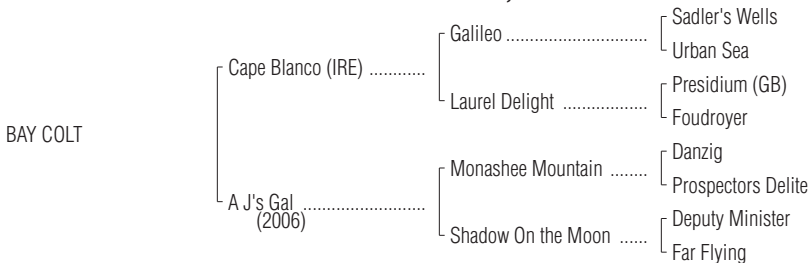 Sadler's Wells
Galileo ..............................
Urban Sea
Cape Blanco (IRE) ............
Presidium (GB)
Laurel Delight ..................
Foudroyer
BAY COLT
Danzig
Monashee Mountain ........
Prospectors Delite
A J's Gal ..........................
(2006)
Deputy Minister
Shadow On the Moon ......
Far Flying